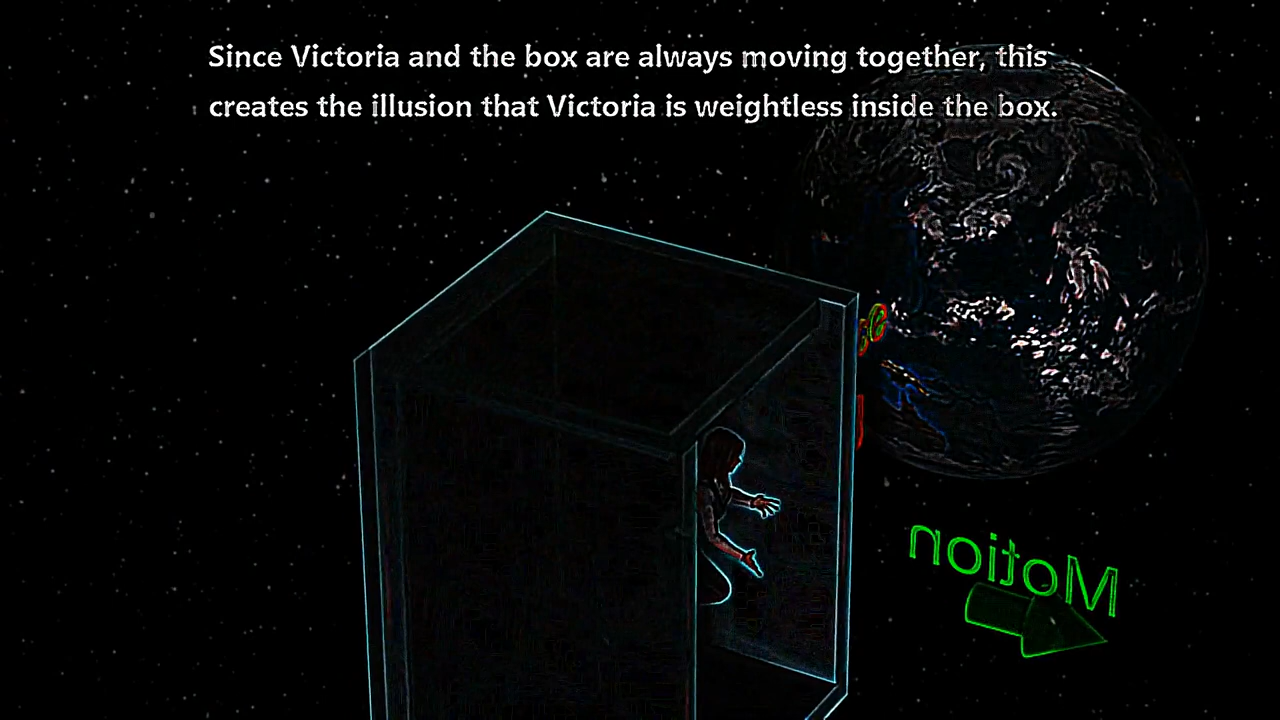 Since Victoria and the box are always moving together, this
creates the illusion that Victoria is weightless inside the box.
Motion